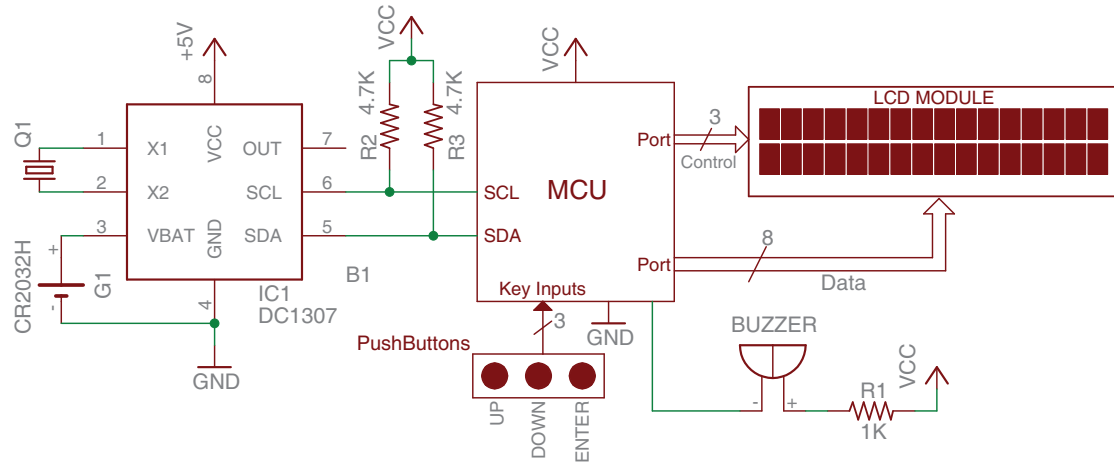 +5V
8
Q1
1
2
3
X1
X2
VBAT
VCC
GND
OUT
SCL
SDA
7
6
5
4
+
-
CR2032H
G1
GND
IC1
DC1307
B1
VCC
4.7K
4.7K
R2
R3
VCC
MCU
SCL
SDA
Port
Port
Key Inputs
3
Control
LCD MODULE
8
Data
GND
3
PushButtons
UP
DOWN
ENTER
BUZZER
-
+
R1
1K
VCC